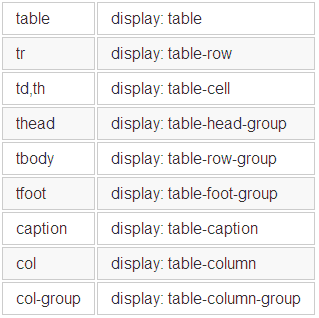 table display: table
tr display: table-row
td,th display: table-cell
thead display: table-head-group
tbody display: table-row-group
tfoot display: table-foot-group
caption display: table-caption
col display: table-column
col-group display: table-column-group